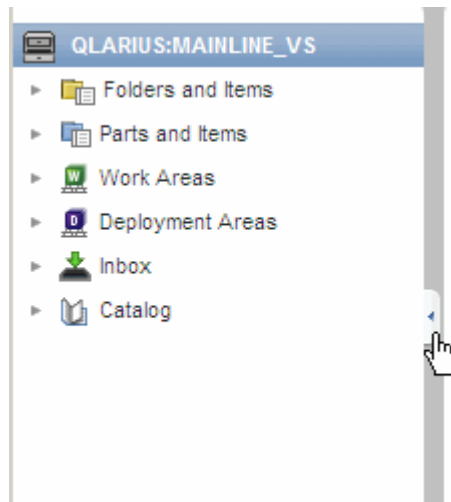 QLARIUS:MAINLINE_VS
Folders and Items
Parts and Items
W
Work Areas
D
Deployment Areas
Inbox
Catalog